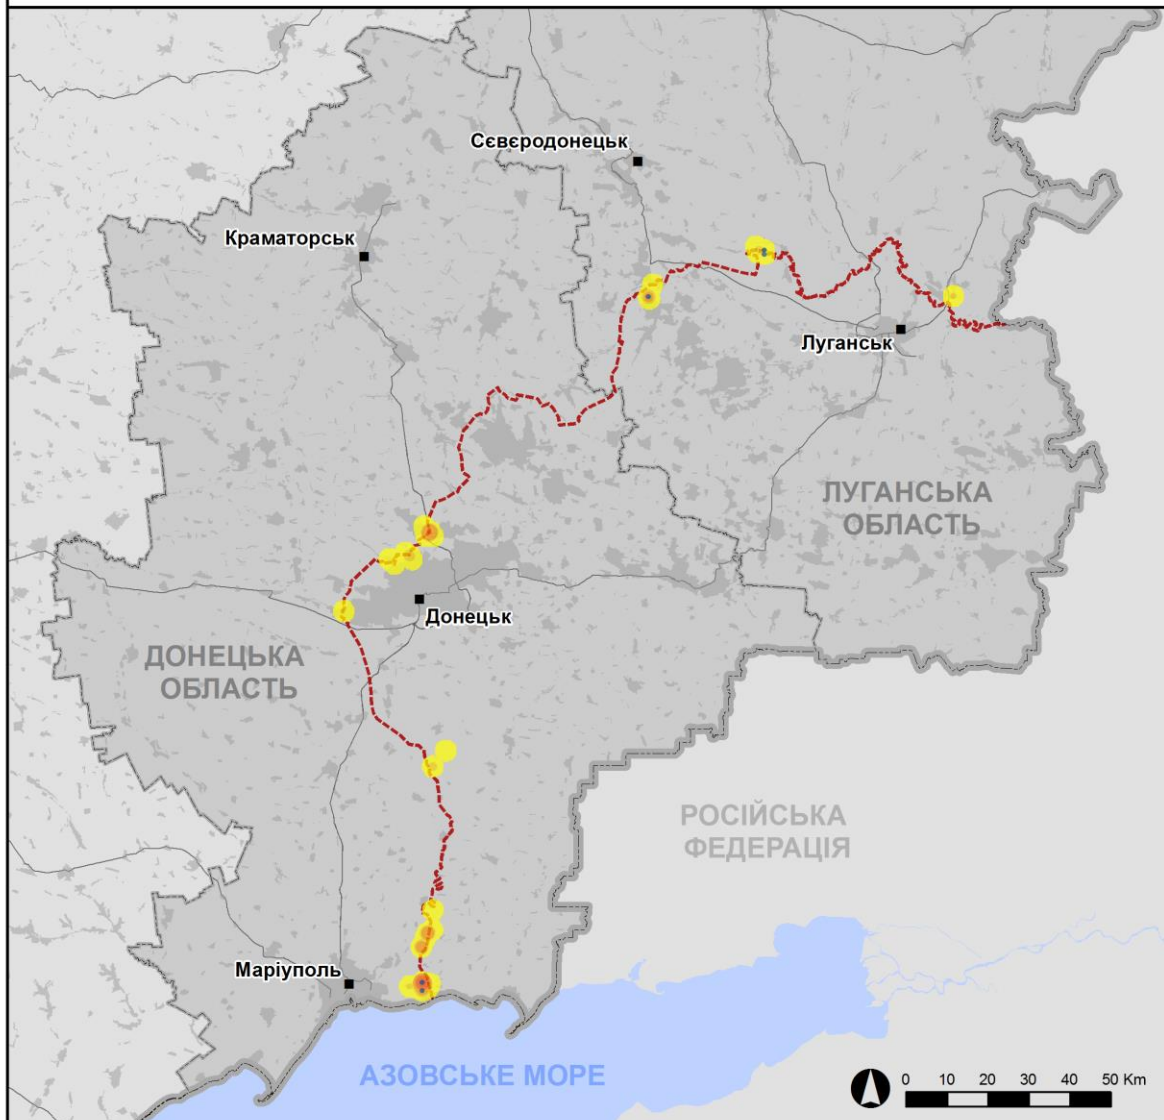 Сєвєродонецьк
Краматорськ
Луганськ
ЛУГАНСЬКА
ОБЛАСТЬ
Донецьк
ДОНЕЦЬКА
ОБЛАСТЬ
РОСІЙСЬКА
ФЕДЕРАЦІЯ
Маріуполь
АЗОВСЬКЕ МОРЕ
0 10 20 30 40 50 Km